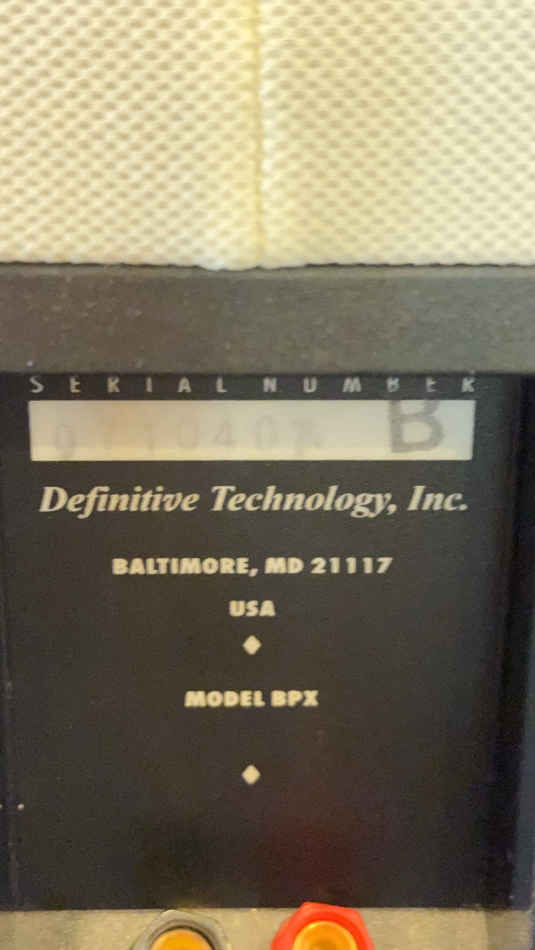 SERIAL NUMBER
B
Definitive Technology, Inc.
BALTIMORE, MD 21117
USA
MODEL BPX